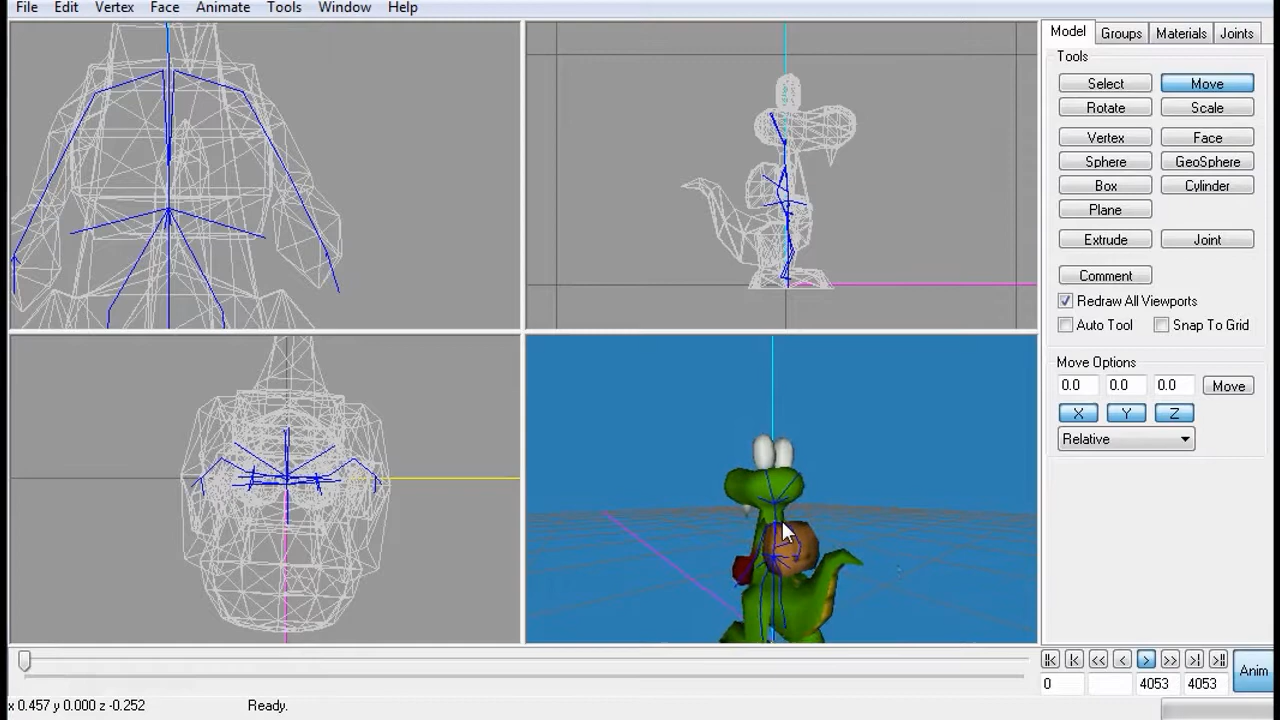 File Edit Vertex Face Animate Tools Window Help
Model Groups Materials Joints
Tools
Select Move
Rotate Scale
Vertex Face
Sphere GeoSphere
Box Cylinder
Plane
Extrude Joint
Comment
Redraw All Viewports
Auto Tool Snap To Grid
Move Options
0.0 0.0 0.0 Move
X Y Z
Relative
0 4053 4053 Anim
x 0.457 y 0.000 z -0.252 Ready.